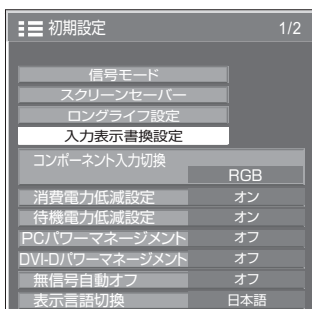 初期設定 1/2
信号モード
スクリーンセーバー
ロングライフ設定
入力表示書換設定
コンポーネント入力切換
RGB
消費電力低減設定 オン
待機電力低減設定 オン
PCパワーマネージメント オフ
DVI-Dパワーマネージメント オフ
無信号自動オフ オフ
表示言語切換 日本語